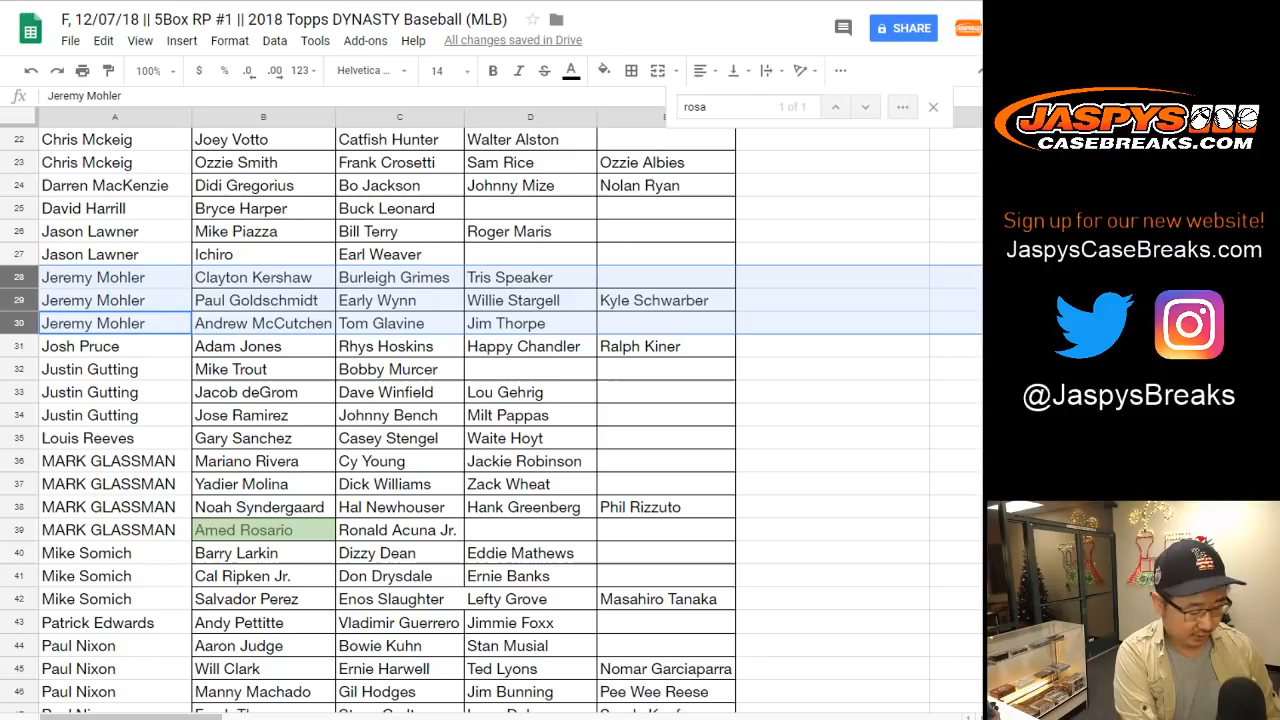 F, 12/07/18 || 5Box RP #1 || 2018 Topps DYNASTY Baseball (MLB)
File Edit View Insert Format Data Tools Add-ons Help All changes saved in Drive
SHARE
100% $ % .0 .00 123 Helvetica ... 14 B I S A
fx Jeremy Mohler
rosa 1 of 1
A B C D E
22 Chris Mckeig Joey Votto Catfish Hunter Walter Alston
23 Chris Mckeig Ozzie Smith Frank Crosetti Sam Rice Ozzie Albies
24 Darren MacKenzie Didi Gregorius Bo Jackson Johnny Mize Nolan Ryan
25 David Harrill Bryce Harper Buck Leonard
26 Jason Lawner Mike Piazza Bill Terry Roger Maris
27 Jason Lawner Ichiro Earl Weaver
28 Jeremy Mohler Clayton Kershaw Burleigh Grimes Tris Speaker
29 Jeremy Mohler Paul Goldschmidt Early Wynn Willie Stargell Kyle Schwarber
30 Jeremy Mohler Andrew McCutchen Tom Glavine Jim Thorpe
31 Josh Pruce Adam Jones Rhys Hoskins Happy Chandler Ralph Kiner
32 Justin Gutting Mike Trout Bobby Murcer
33 Justin Gutting Jacob deGrom Dave Winfield Lou Gehrig
34 Justin Gutting Jose Ramirez Johnny Bench Milt Pappas
35 Louis Reeves Gary Sanchez Casey Stengel Waite Hoyt
36 MARK GLASSMAN Mariano Rivera Cy Young Jackie Robinson
37 MARK GLASSMAN Yadier Molina Dick Williams Zack Wheat
38 MARK GLASSMAN Noah Syndergaard Hal Newhouser Hank Greenberg Phil Rizzuto
39 MARK GLASSMAN Amed Rosario Ronald Acuna Jr.
40 Mike Somich Barry Larkin Dizzy Dean Eddie Mathews
41 Mike Somich Cal Ripken Jr. Don Drysdale Ernie Banks
42 Mike Somich Salvador Perez Enos Slaughter Lefty Grove Masahiro Tanaka
43 Patrick Edwards Andy Pettitte Vladimir Guerrero Jimmie Foxx
44 Paul Nixon Aaron Judge Bowie Kuhn Stan Musial
45 Paul Nixon Will Clark Ernie Harwell Ted Lyons Nomar Garciaparra
46 Paul Nixon Manny Machado Gil Hodges Jim Bunning Pee Wee Reese
JASPYS
CASEBREAKS.COM
Sign up for our new website!
JaspysCaseBreaks.com
@JaspysBreaks